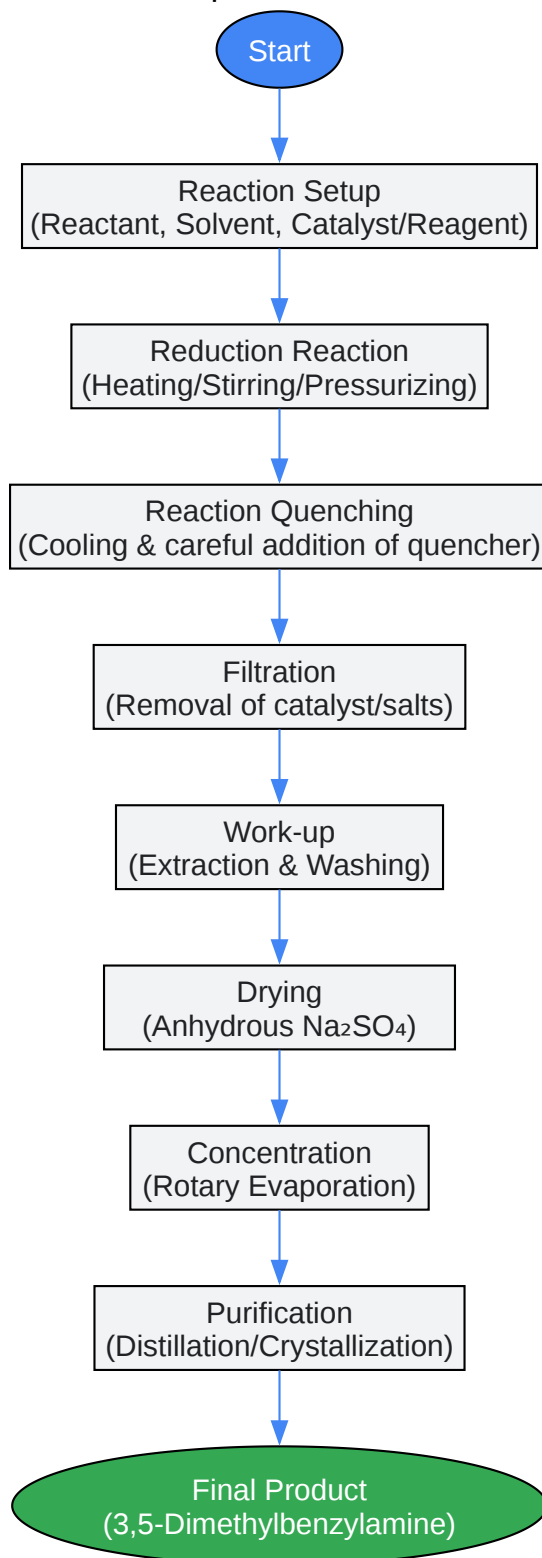 Start
Reaction Setup
(Reactant, Solvent, Catalyst/Reagent)
Reduction Reaction
(Heating/Stirring/Pressurizing)
Reaction Quenching
(Cooling & careful addition of quencher)
Filtration
(Removal of catalyst/salts)
Work-up
(Extraction & Washing)
Drying
(Anhydrous Na₂SO₄)
Concentration
(Rotary Evaporation)
Purification
(Distillation/Crystallization)
Final Product
(3,5-Dimethylbenzylamine)